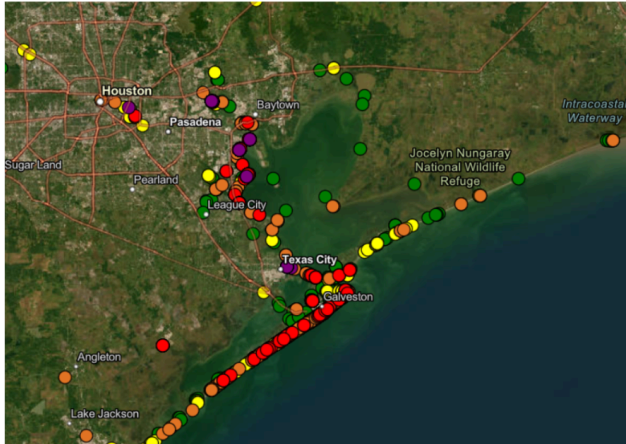 Houston
Baytown
Pasadena
Intracoastal
Waterway
Sugar Land
Pearland
Jocelyn Nungaray
National Wildlife
Refuge
League City
Texas City
Galveston
Angleton
Lake Jackson